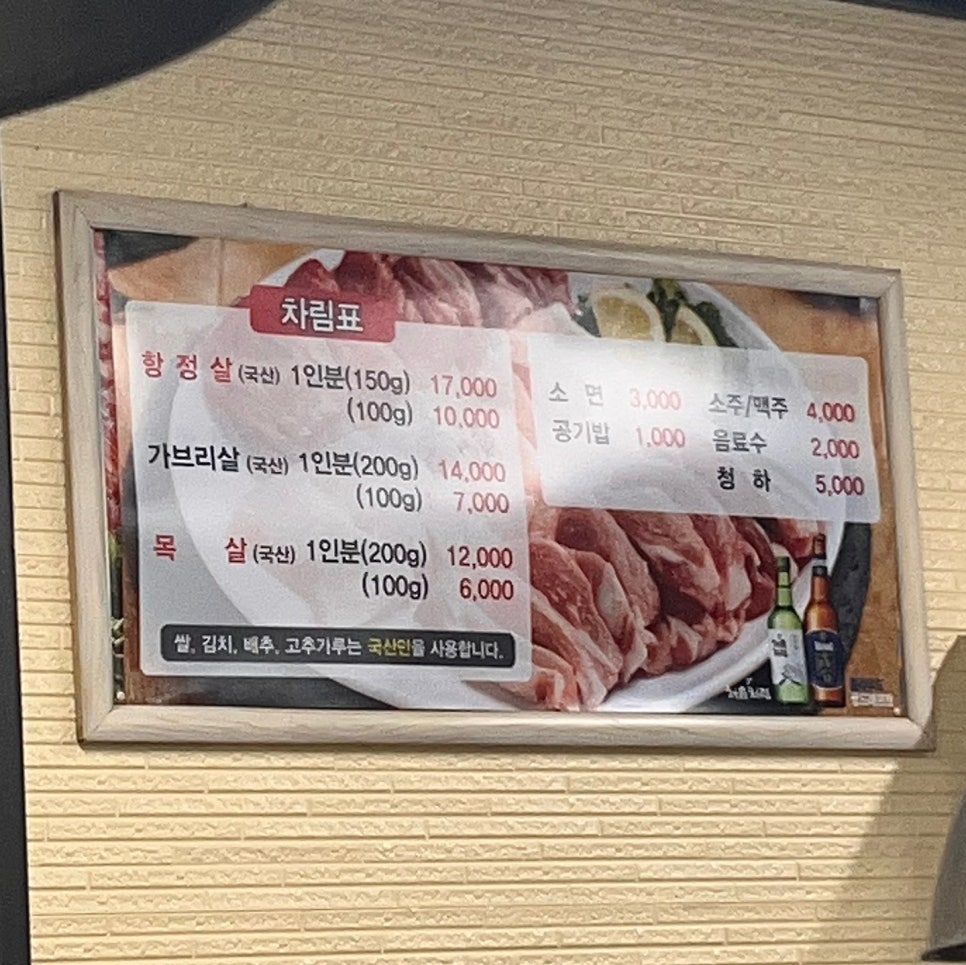 차림표
항 정 살 (국산) 1인분(150g) 17,000
(100g) 10,000
가브리살 (국산) 1인분(200g) 14,000
(100g) 7,000
목 살 (국산) 1인분(200g) 12,000
(100g) 6,000
쌀, 김치, 배추, 고추가루는 국산만을 사용합니다.
소 면 3,000 소주/맥주 4,000
공기밥 1,000 음료수 2,000
청 하 5,000
처음처럼